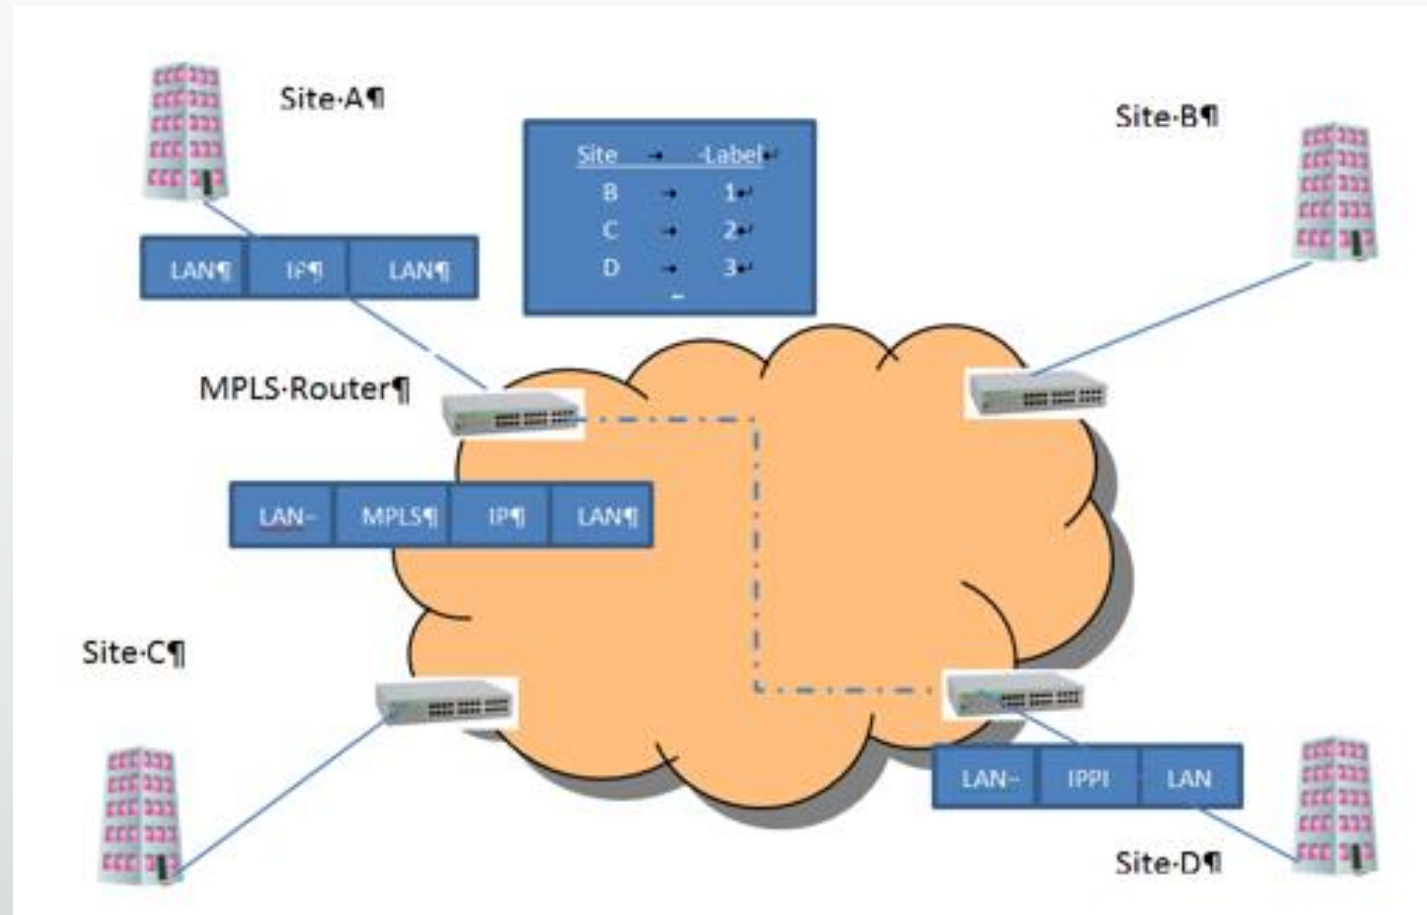 Site·A¶
Site·B¶
Site → -Label↵
B → 1↵
C → 2↵
D → 3↵
LAN¶ IP¶ LAN¶
MPLS·Router¶
LAN– MPLS¶ IP¶ LAN¶
Site·C¶
LAN– IPPI LAN
Site·D¶